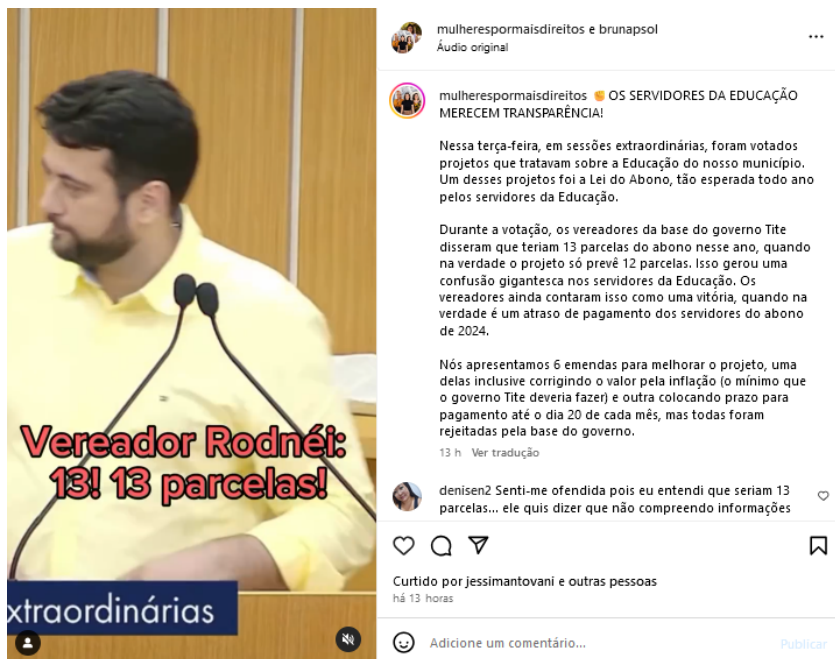 mulherespormaisdireitos e brunapsol
Áudio original
mulherespormaisdireitos ✊ OS SERVIDORES DA EDUCAÇÃO
MERECEM TRANSPARÊNCIA!
Nessa terça-feira, em sessões extraordinárias, foram votados
projetos que tratavam sobre a Educação do nosso município.
Um desses projetos foi a Lei do Abono, tão esperada todo ano
pelos servidores da Educação.
Durante a votação, os vereadores da base do governo Tite
disseram que teriam 13 parcelas do abono nesse ano, quando
na verdade o projeto só prevê 12 parcelas. Isso gerou uma
confusão gigantesca nos servidores da Educação. Os
vereadores ainda contaram isso como uma vitória, quando na
verdade é um atraso de pagamento dos servidores do abono
de 2024.
Nós apresentamos 6 emendas para melhorar o projeto, uma
delas inclusive corrigindo o valor pela inflação (o mínimo que
o governo Tite deveria fazer) e outra colocando prazo para
pagamento até o dia 20 de cada mês, mas todas foram
rejeitadas pela base do governo.
13 h Ver tradução
denisen2 Senti-me ofendida pois eu entendi que seriam 13
parcelas... ele quis dizer que não compreendo informações
Curtido por jessimantovani e outras pessoas
há 13 horas
Adicione um comentário...
Publicar
Vereador Rodnéi:
13! 13 parcelas!
xtraordinárias